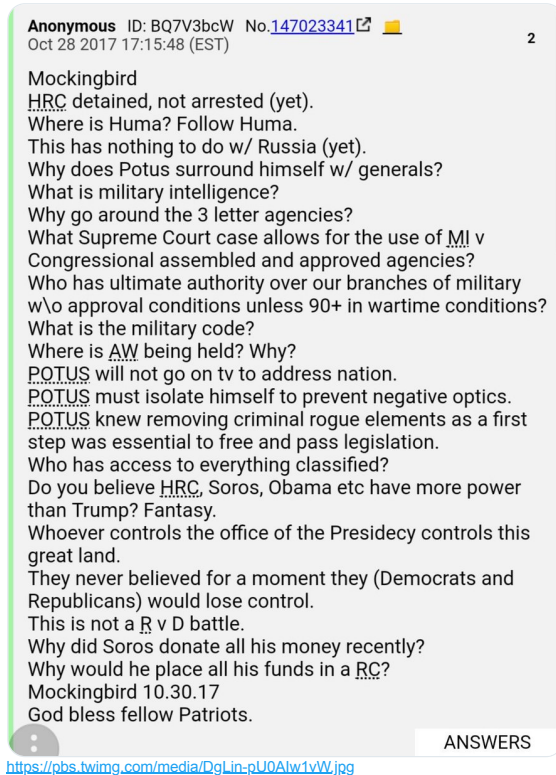 Anonymous ID: BQ7V3bcW No.147023341
Oct 28 2017 17:15:48 (EST)
2
Mockingbird
HRC detained, not arrested (yet).
Where is Huma? Follow Huma.
This has nothing to do w/ Russia (yet).
Why does Potus surround himself w/ generals?
What is military intelligence?
Why go around the 3 letter agencies?
What Supreme Court case allows for the use of MI v
Congressional assembled and approved agencies?
Who has ultimate authority over our branches of military
w\o approval conditions unless 90+ in wartime conditions?
What is the military code?
Where is AW being held? Why?
POTUS will not go on tv to address nation.
POTUS must isolate himself to prevent negative optics.
POTUS knew removing criminal rogue elements as a first
step was essential to free and pass legislation.
Who has access to everything classified?
Do you believe HRC, Soros, Obama etc have more power
than Trump? Fantasy.
Whoever controls the office of the Presidecy controls this
great land.
They never believed for a moment they (Democrats and
Republicans) would lose control.
This is not a R v D battle.
Why did Soros donate all his money recently?
Why would he place all his funds in a RC?
Mockingbird 10.30.17
God bless fellow Patriots.
ANSWERS
https://pbs.twimg.com/media/DgLin-pU0AIw1vW.jpg